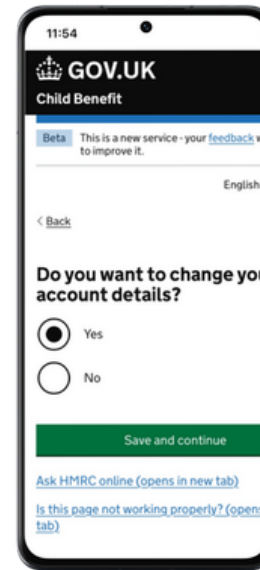 11:54
GOV.UK
Child Benefit
Beta This is a new service - your feedback
to improve it.
English
< Back
Do you want to change
account details?
Yes
No
Save and continue
Ask HMRC online (opens in new tab)
Is this page not working properly?
tab)